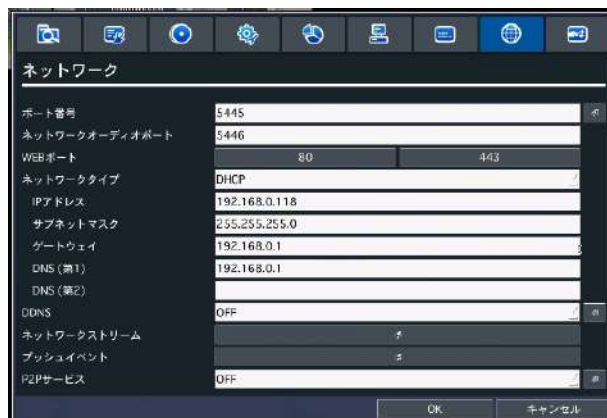 ネットワーク
ポート番号 5445
ネットワークオーディオポート 5446
WEBポート 80 443
ネットワークタイプ DHCP
IPアドレス 192.168.0.118
サブネットマスク 255.255.255.0
ゲートウェイ 192.168.0.1
DNS (第1) 192.168.0.1
DNS (第2)
DDNS OFF
ネットワークストリーム
プッシュイベント
P2Pサービス OFF
OK キャンセル